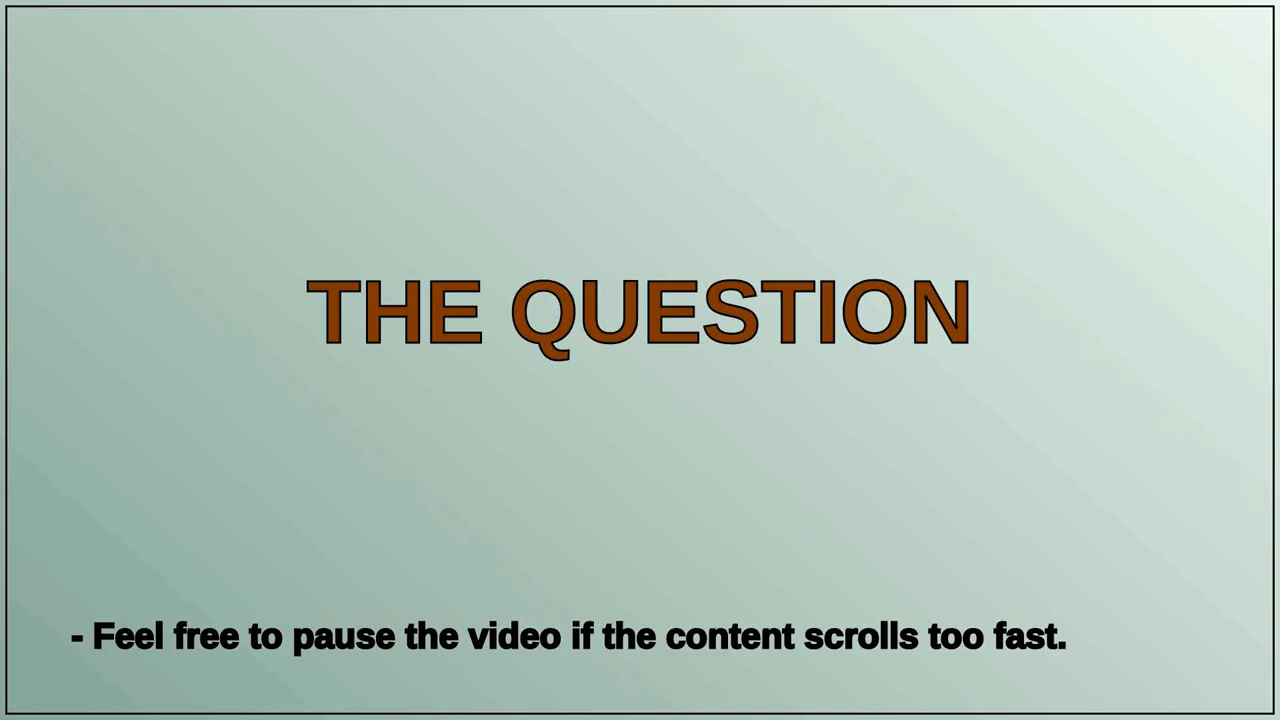 THE QUESTION
- Feel free to pause the video if the content scrolls too fast.